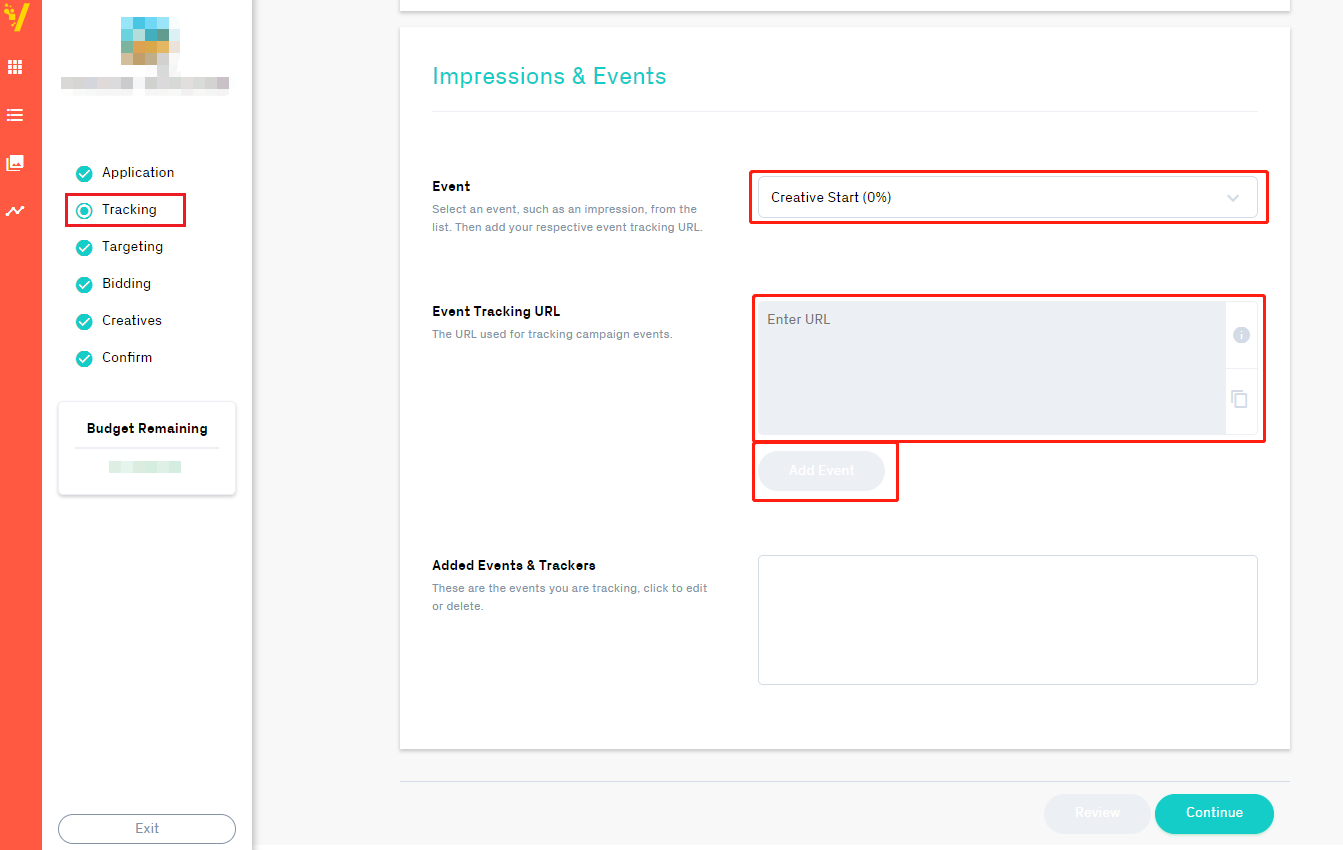 Application
Tracking
Targeting
Bidding
Creatives
Confirm
Budget Remaining
Exit
Impressions & Events
Event
Select an event, such as an impression, from the
list. Then add your respective event tracking URL.
Creative Start (0%)
Event Tracking URL
The URL used for tracking campaign events.
Enter URL
Add Event
Added Events & Trackers
These are the events you are tracking, click to edit
or delete.
Review
Continue